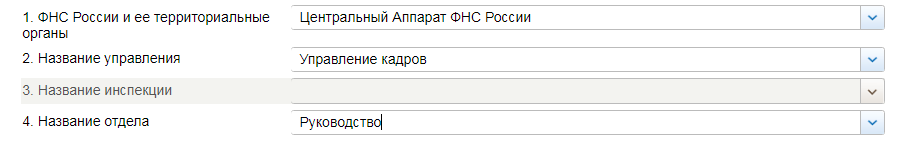 1. ФНС России и ее территориальные органы
Центральный Аппарат ФНС России
2. Название управления
Управление кадров
3. Название инспекции
4. Название отдела
Руководство